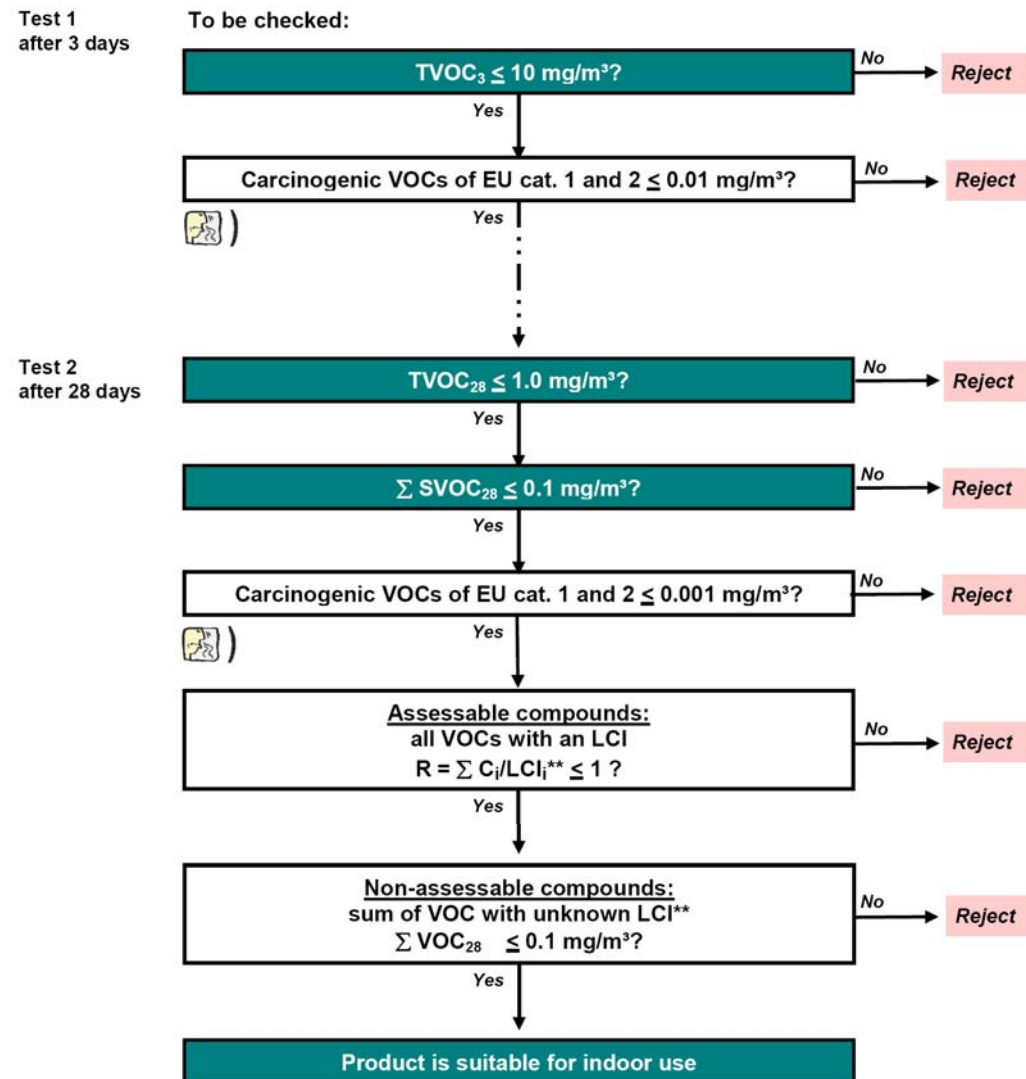 Test 1
after 3 days
To be checked:
TVOC₃ ≤ 10 mg/m³?
No
Reject
Yes
Carcinogenic VOCs of EU cat. 1 and 2 ≤ 0.01 mg/m³?
No
Reject
Yes
)
Test 2
after 28 days
TVOC₂₈ ≤ 1.0 mg/m³?
No
Reject
Yes
∑ SVOC₂₈ ≤ 0.1 mg/m³?
No
Reject
Yes
Carcinogenic VOCs of EU cat. 1 and 2 ≤ 0.001 mg/m³?
No
Reject
Yes
)
Assessable compounds:
all VOCs with an LCI
R = ∑ Cᵢ/LCIᵢ** ≤ 1 ?
No
Reject
Yes
Non-assessable compounds:
sum of VOC with unknown LCI**
∑ VOC₂₈ ≤ 0.1 mg/m³?
No
Reject
Yes
Product is suitable for indoor use